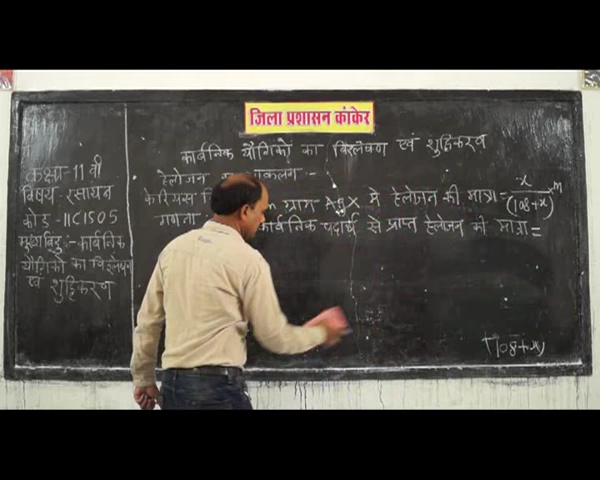 जिला प्रशासन कांकेर
कार्बनिक यौगिकों का विश्लेषण एवं शुद्धिकरण
कक्षा-11 वीं
विषय-रसायन
कोड-11C1505
मुख्य बिंदु:- कार्बनिक
यौगिकों का विश्लेषण
एवं शुद्धिकरण
हैलोजन आकलन :-
केरियस ग्राम AgX में हैलोजन की मात्रा = x/(108+x) m
गणना कार्बनिक पदार्थ से प्राप्त हैलोजन की मात्रा =
(108+x)